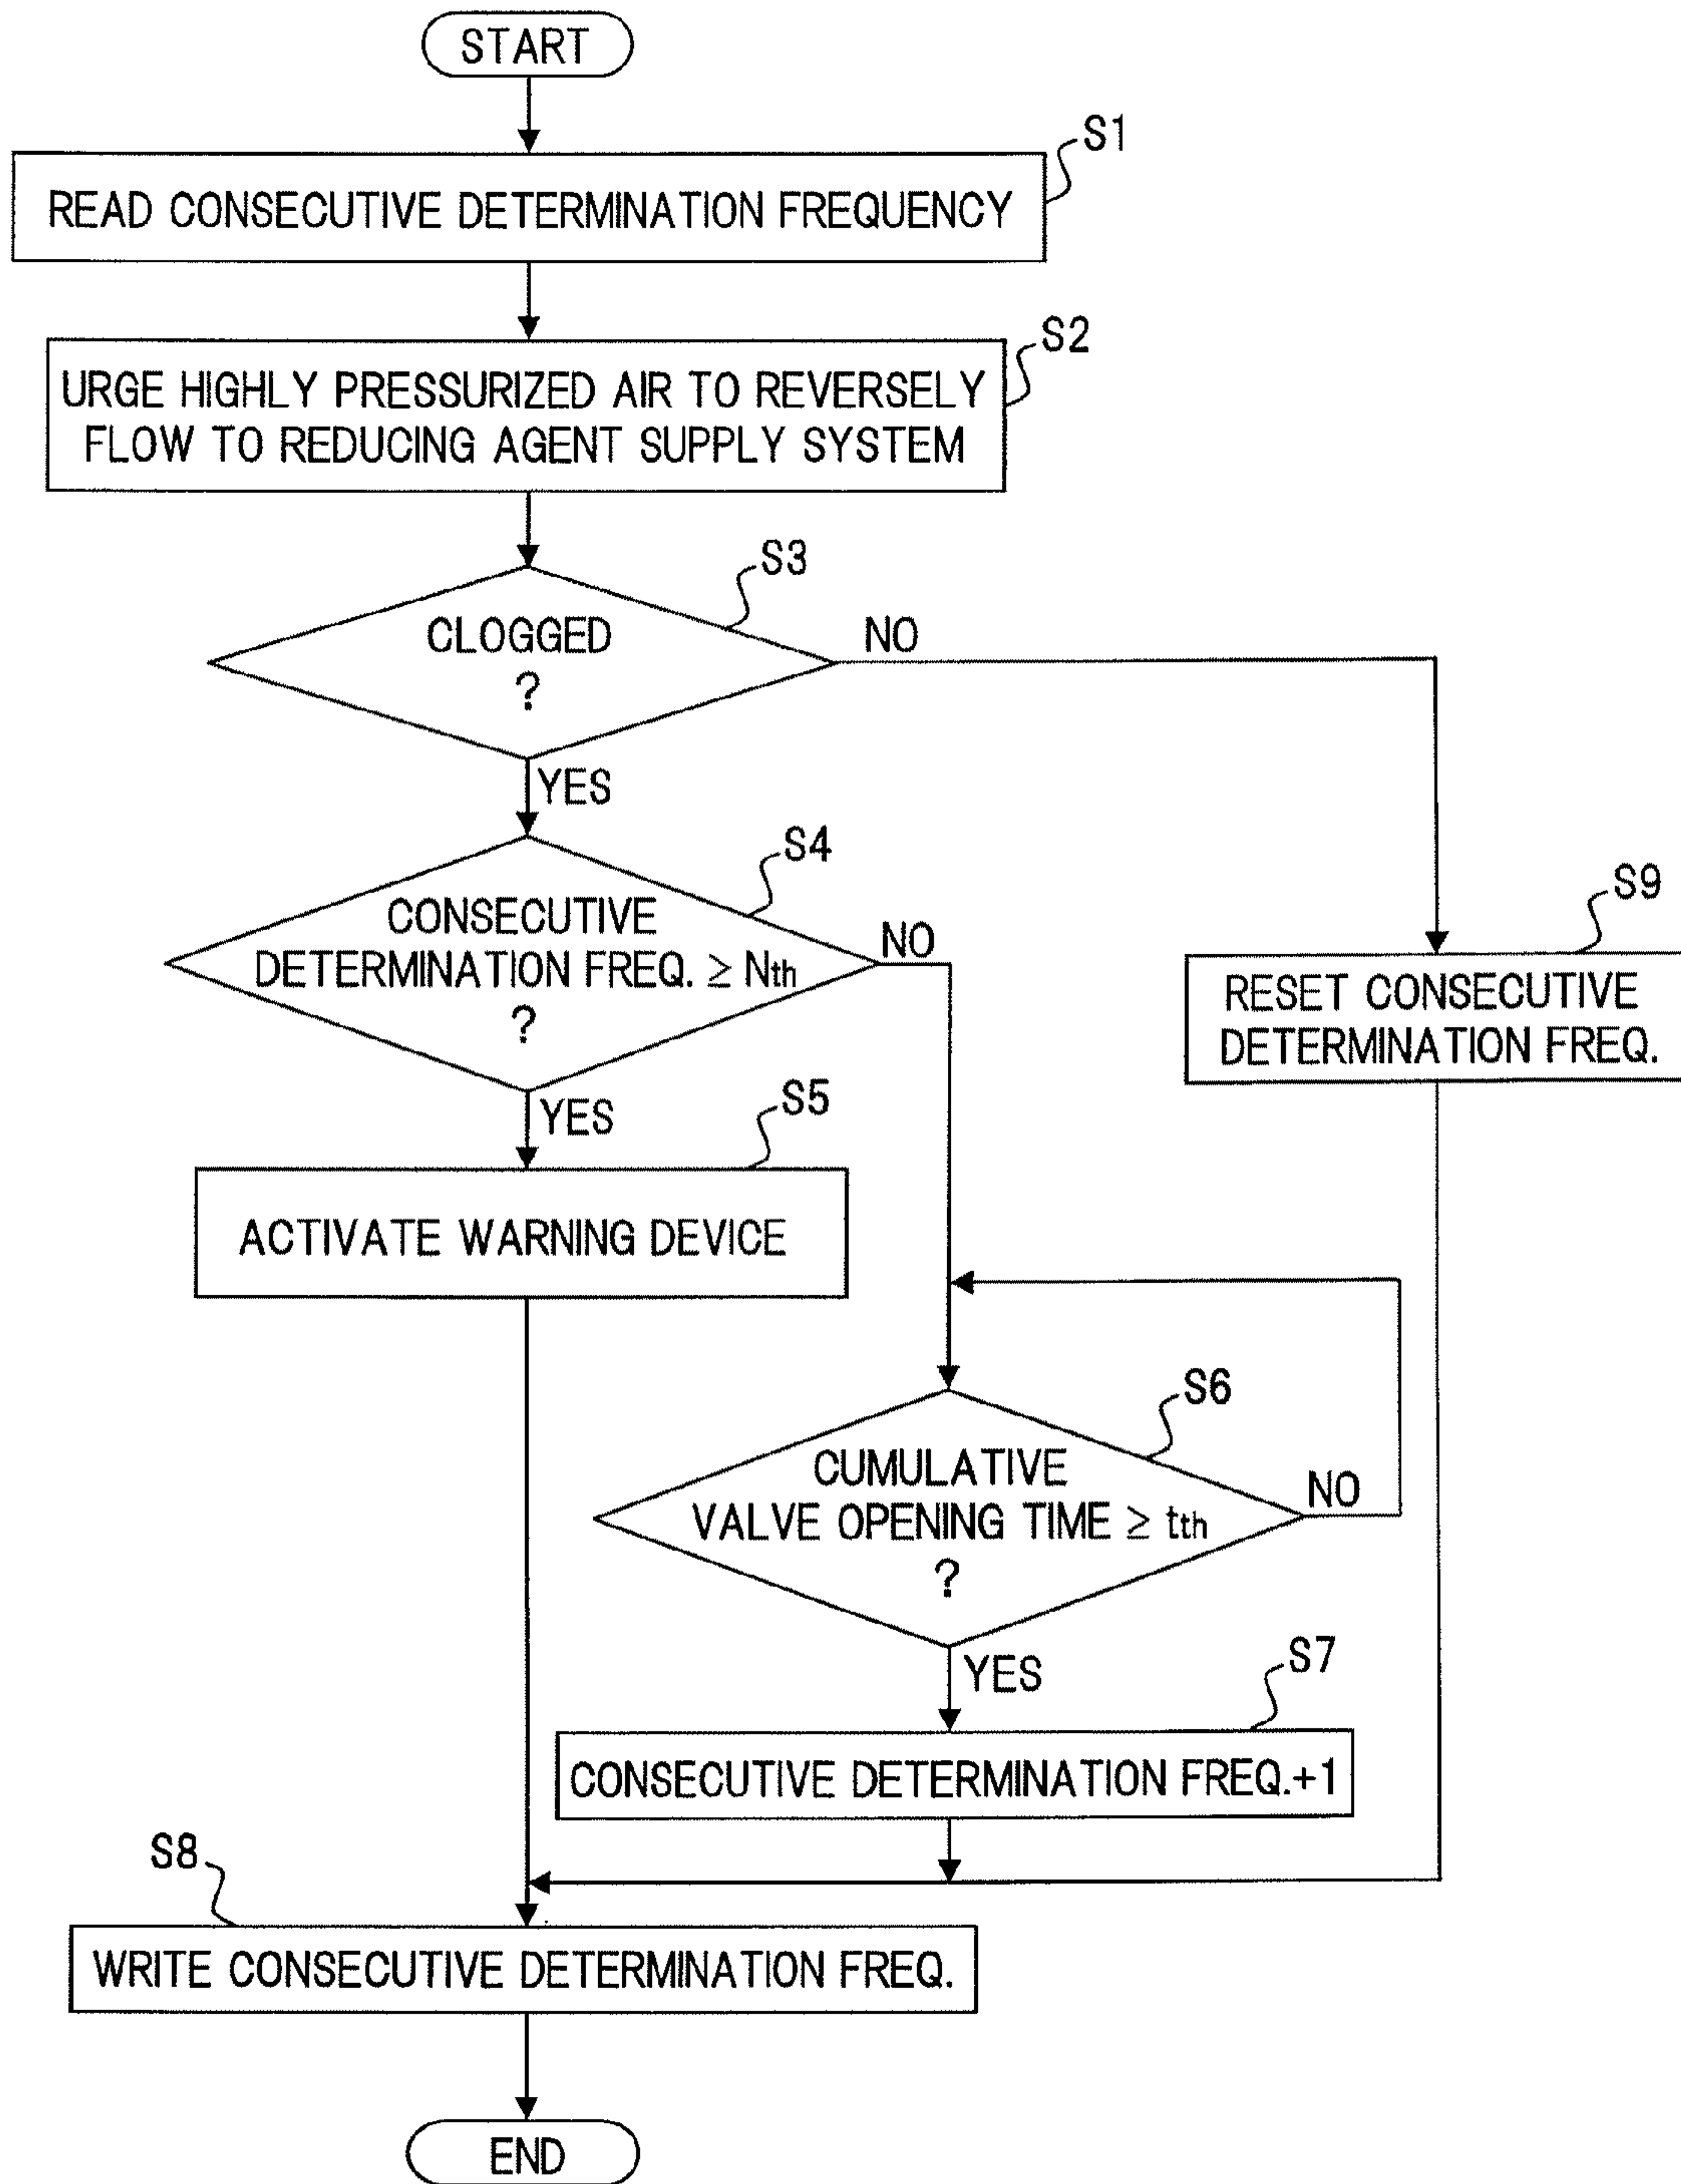 START
S1
READ CONSECUTIVE DETERMINATION FREQUENCY
S2
URGE HIGHLY PRESSURIZED AIR TO REVERSELY
FLOW TO REDUCING AGENT SUPPLY SYSTEM
S3
CLOGGED
?
NO
YES
S4
CONSECUTIVE
DETERMINATION FREQ. ≥ Nth
?
NO
S9
RESET CONSECUTIVE
DETERMINATION FREQ.
YES
S5
ACTIVATE WARNING DEVICE
S6
CUMULATIVE
VALVE OPENING TIME ≥ tth
?
NO
YES
S7
CONSECUTIVE DETERMINATION FREQ.+1
S8
WRITE CONSECUTIVE DETERMINATION FREQ.
END